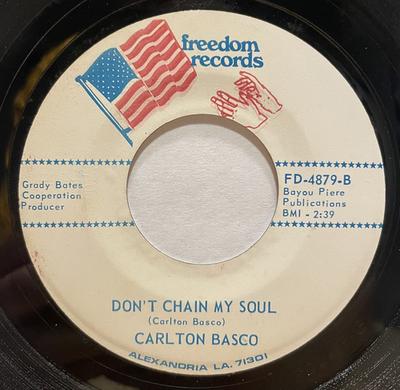 freedom
records
Grady Bates
Cooperation
Producer
FD-4879-B
Bayou Piere
Publications
BMI - 2:39
DON'T CHAIN MY SOUL
(Carlton Basco)
CARLTON BASCO
ALEXANDRIA LA. 71301